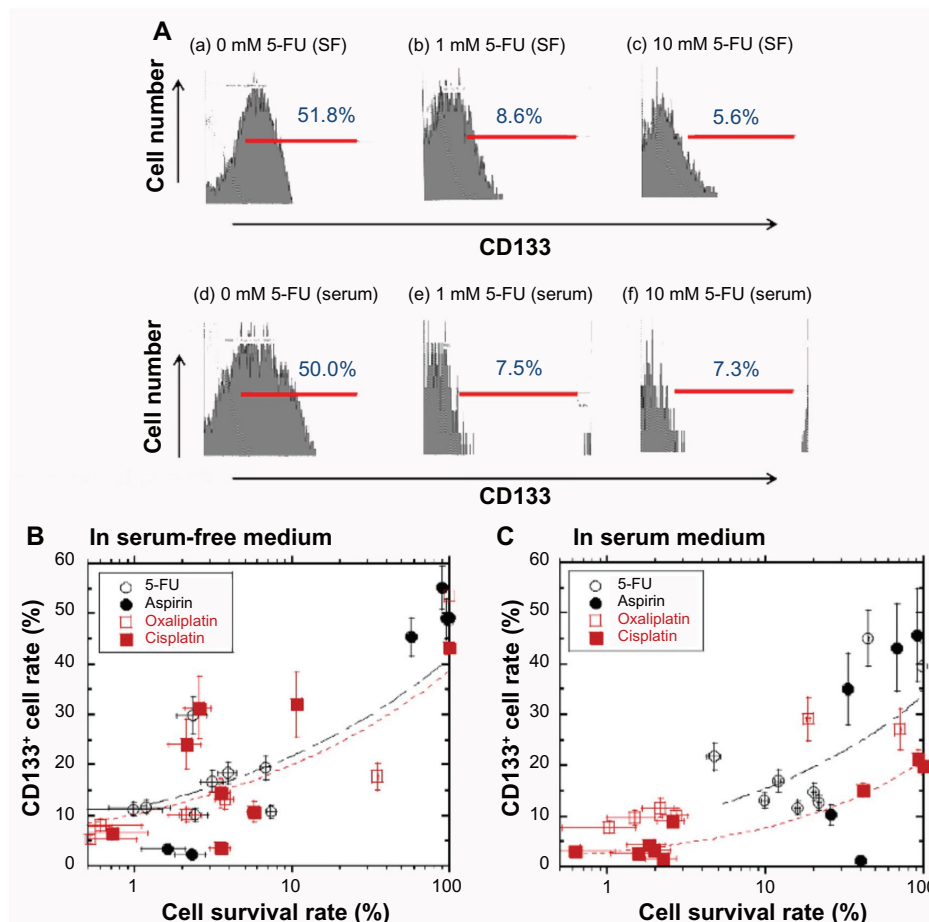 A
(a) 0 mM 5-FU (SF) (b) 1 mM 5-FU (SF) (c) 10 mM 5-FU (SF)
Cell number
51.8% 8.6% 5.6%
CD133
(d) 0 mM 5-FU (serum) (e) 1 mM 5-FU (serum) (f) 10 mM 5-FU (serum)
Cell number
50.0% 7.5% 7.3%
CD133
B In serum-free medium
CD133⁺ cell rate (%)
60
50
40
30
20
10
0
5-FU
Aspirin
Oxaliplatin
Cisplatin
1 10 100
Cell survival rate (%)
C In serum medium
CD133⁺ cell rate (%)
60
50
40
30
20
10
0
5-FU
Aspirin
Oxaliplatin
Cisplatin
1 10 100
Cell survival rate (%)